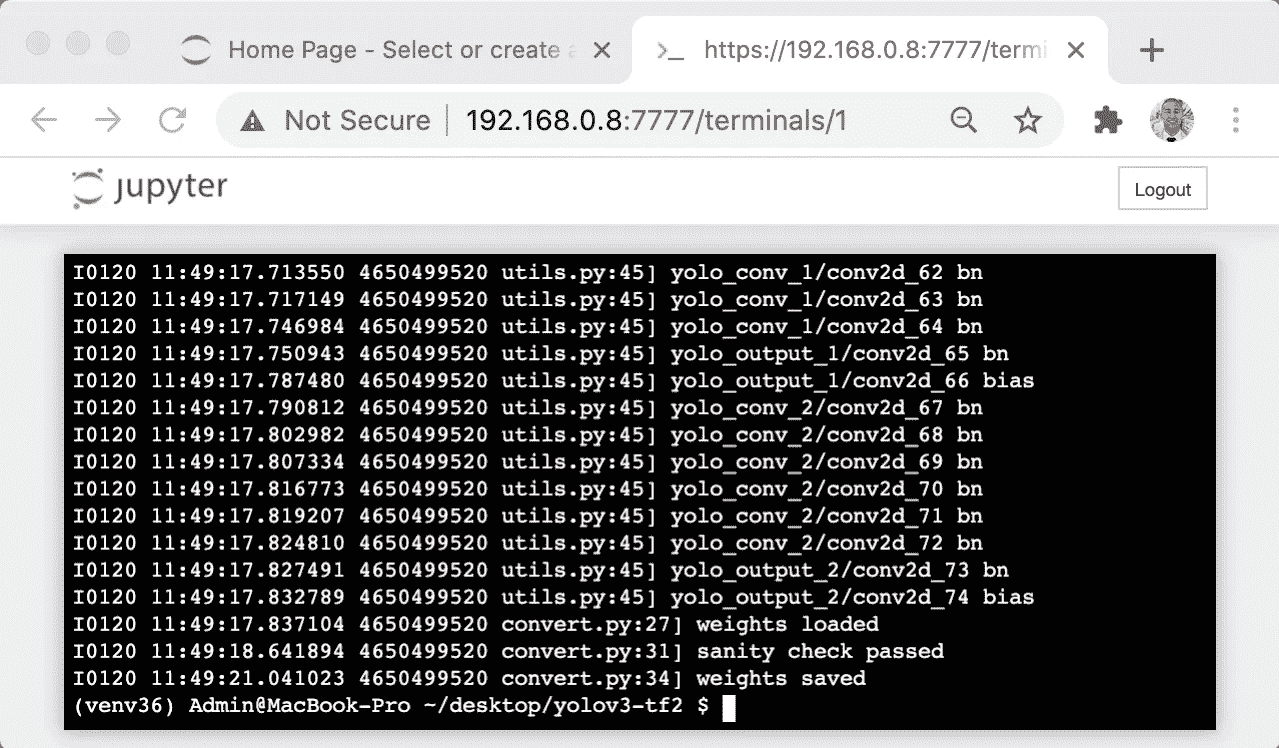 Home Page - Select or create a
https://192.168.0.8:7777/termi
Not Secure | 192.168.0.8:7777/terminals/1
jupyter
Logout
I0120 11:49:17.713550 4650499520 utils.py:45] yolo_conv_1/conv2d_62 bn
I0120 11:49:17.717149 4650499520 utils.py:45] yolo_conv_1/conv2d_63 bn
I0120 11:49:17.746984 4650499520 utils.py:45] yolo_conv_1/conv2d_64 bn
I0120 11:49:17.750943 4650499520 utils.py:45] yolo_output_1/conv2d_65 bn
I0120 11:49:17.787480 4650499520 utils.py:45] yolo_output_1/conv2d_66 bias
I0120 11:49:17.790812 4650499520 utils.py:45] yolo_conv_2/conv2d_67 bn
I0120 11:49:17.802982 4650499520 utils.py:45] yolo_conv_2/conv2d_68 bn
I0120 11:49:17.807334 4650499520 utils.py:45] yolo_conv_2/conv2d_69 bn
I0120 11:49:17.816773 4650499520 utils.py:45] yolo_conv_2/conv2d_70 bn
I0120 11:49:17.819207 4650499520 utils.py:45] yolo_conv_2/conv2d_71 bn
I0120 11:49:17.824810 4650499520 utils.py:45] yolo_conv_2/conv2d_72 bn
I0120 11:49:17.827491 4650499520 utils.py:45] yolo_output_2/conv2d_73 bn
I0120 11:49:17.832789 4650499520 utils.py:45] yolo_output_2/conv2d_74 bias
I0120 11:49:17.837104 4650499520 convert.py:27] weights loaded
I0120 11:49:18.641894 4650499520 convert.py:31] sanity check passed
I0120 11:49:21.041023 4650499520 convert.py:34] weights saved
(venv36) Admin@MacBook-Pro ~/desktop/yolov3-tf2 $